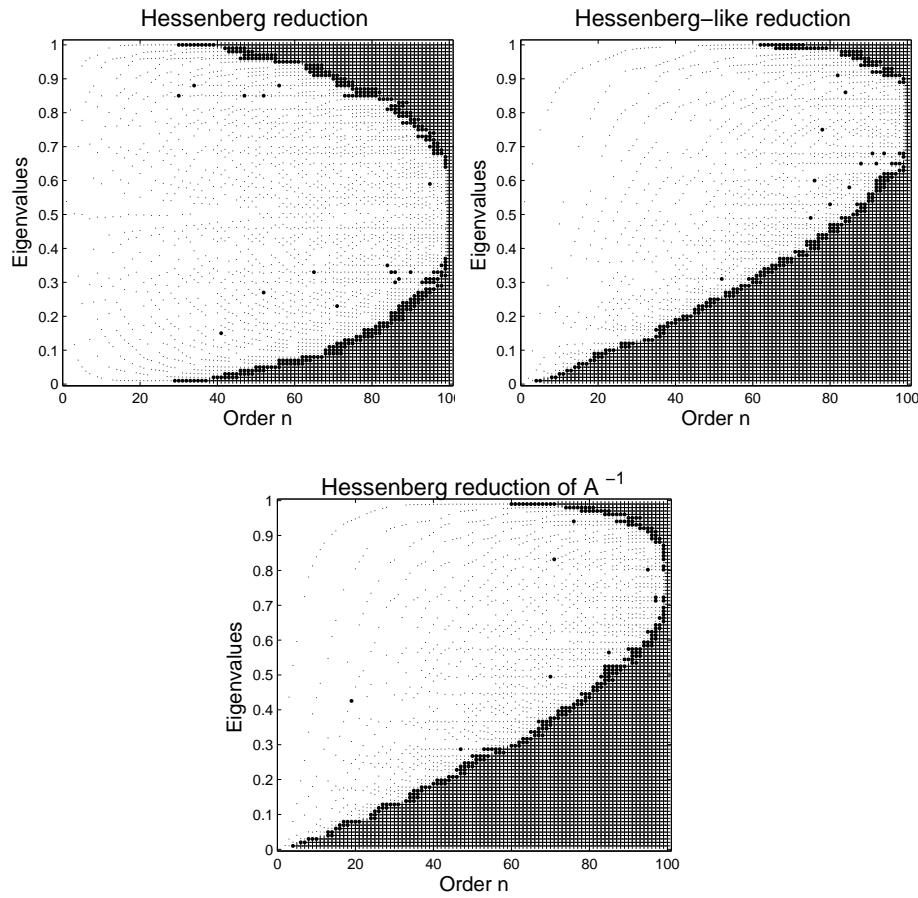 Hessenberg reduction
1
0.9
0.8
0.7
0.6
0.5
0.4
0.3
0.2
0.1
0
Eigenvalues
0 20 40 60 80 100
Order n
Hessenberg-like reduction
1
0.9
0.8
0.7
0.6
0.5
0.4
0.3
0.2
0.1
0
Eigenvalues
0 20 40 60 80 100
Order n
Hessenberg reduction of A⁻¹
1
0.9
0.8
0.7
0.6
0.5
0.4
0.3
0.2
0.1
0
Eigenvalues
0 20 40 60 80 100
Order n